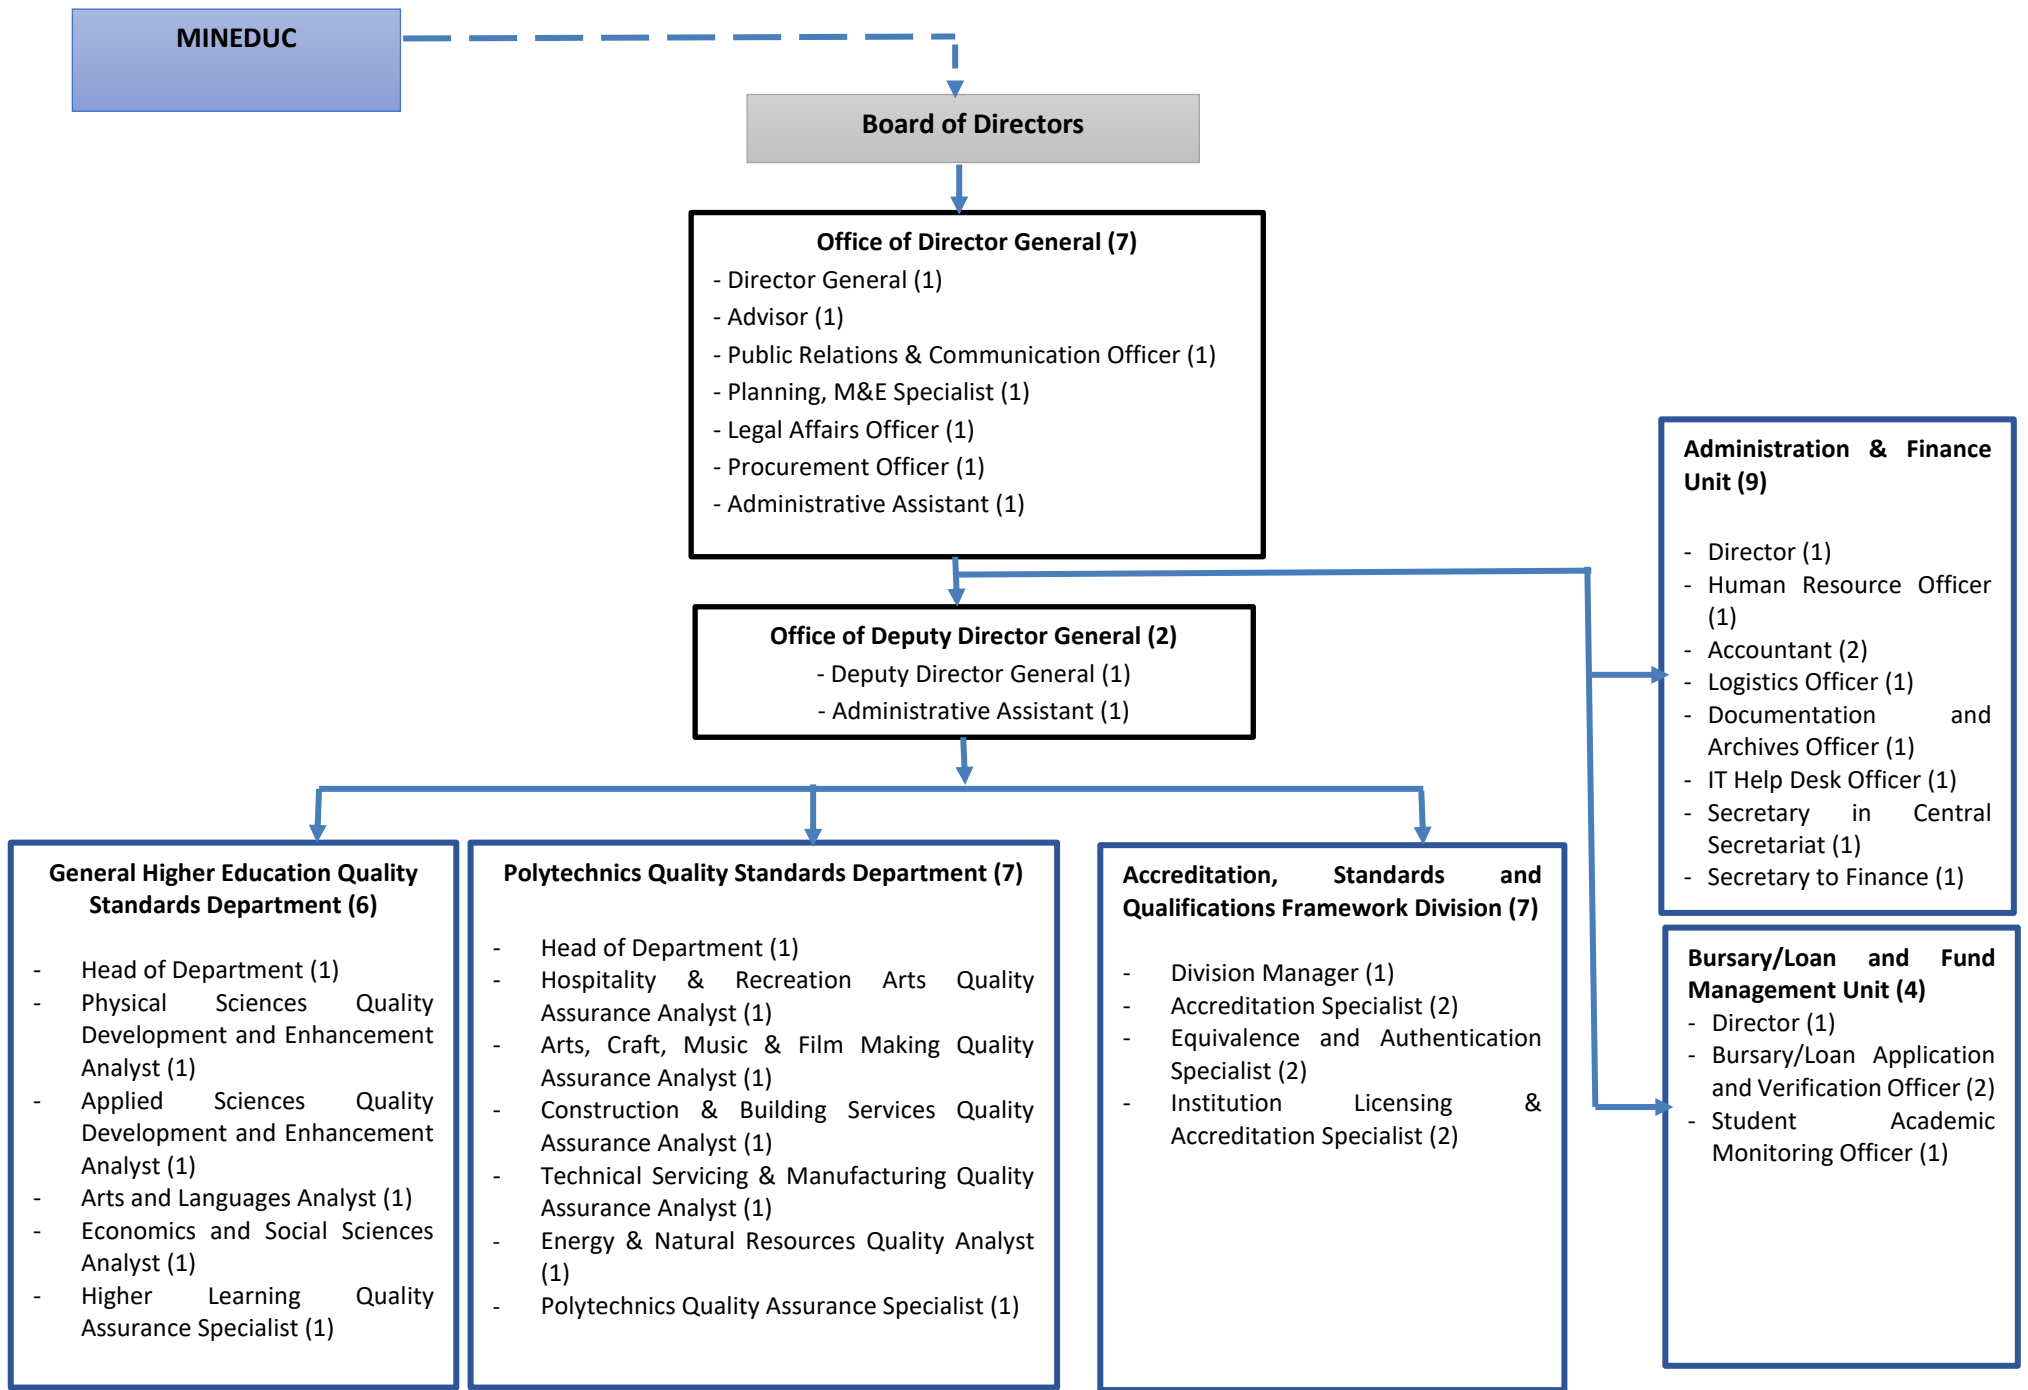 MINEDUC
Board of Directors
Office of Director General (7)
- Director General (1)
- Advisor (1)
- Public Relations & Communication Officer (1)
- Planning, M&E Specialist (1)
- Legal Affairs Officer (1)
- Procurement Officer (1)
- Administrative Assistant (1)
Office of Deputy Director General (2)
- Deputy Director General (1)
- Administrative Assistant (1)
Administration & Finance
Unit (9)
- Director (1)
- Human Resource Officer
(1)
- Accountant (2)
- Logistics Officer (1)
- Documentation and
Archives Officer (1)
- IT Help Desk Officer (1)
- Secretary in Central
Secretariat (1)
- Secretary to Finance (1)
Bursary/Loan and Fund
Management Unit (4)
- Director (1)
- Bursary/Loan Application
and Verification Officer (2)
- Student Academic
Monitoring Officer (1)
General Higher Education Quality
Standards Department (6)
- Head of Department (1)
- Physical Sciences Quality
Development and Enhancement
Analyst (1)
- Applied Sciences Quality
Development and Enhancement
Analyst (1)
- Arts and Languages Analyst (1)
- Economics and Social Sciences
Analyst (1)
- Higher Learning Quality
Assurance Specialist (1)
Polytechnics Quality Standards Department (7)
- Head of Department (1)
- Hospitality & Recreation Arts Quality
Assurance Analyst (1)
- Arts, Craft, Music & Film Making Quality
Assurance Analyst (1)
- Construction & Building Services Quality
Assurance Analyst (1)
- Technical Servicing & Manufacturing Quality
Assurance Analyst (1)
- Energy & Natural Resources Quality Analyst
(1)
- Polytechnics Quality Assurance Specialist (1)
Accreditation, Standards and
Qualifications Framework Division (7)
- Division Manager (1)
- Accreditation Specialist (2)
- Equivalence and Authentication
Specialist (2)
- Institution Licensing &
Accreditation Specialist (2)